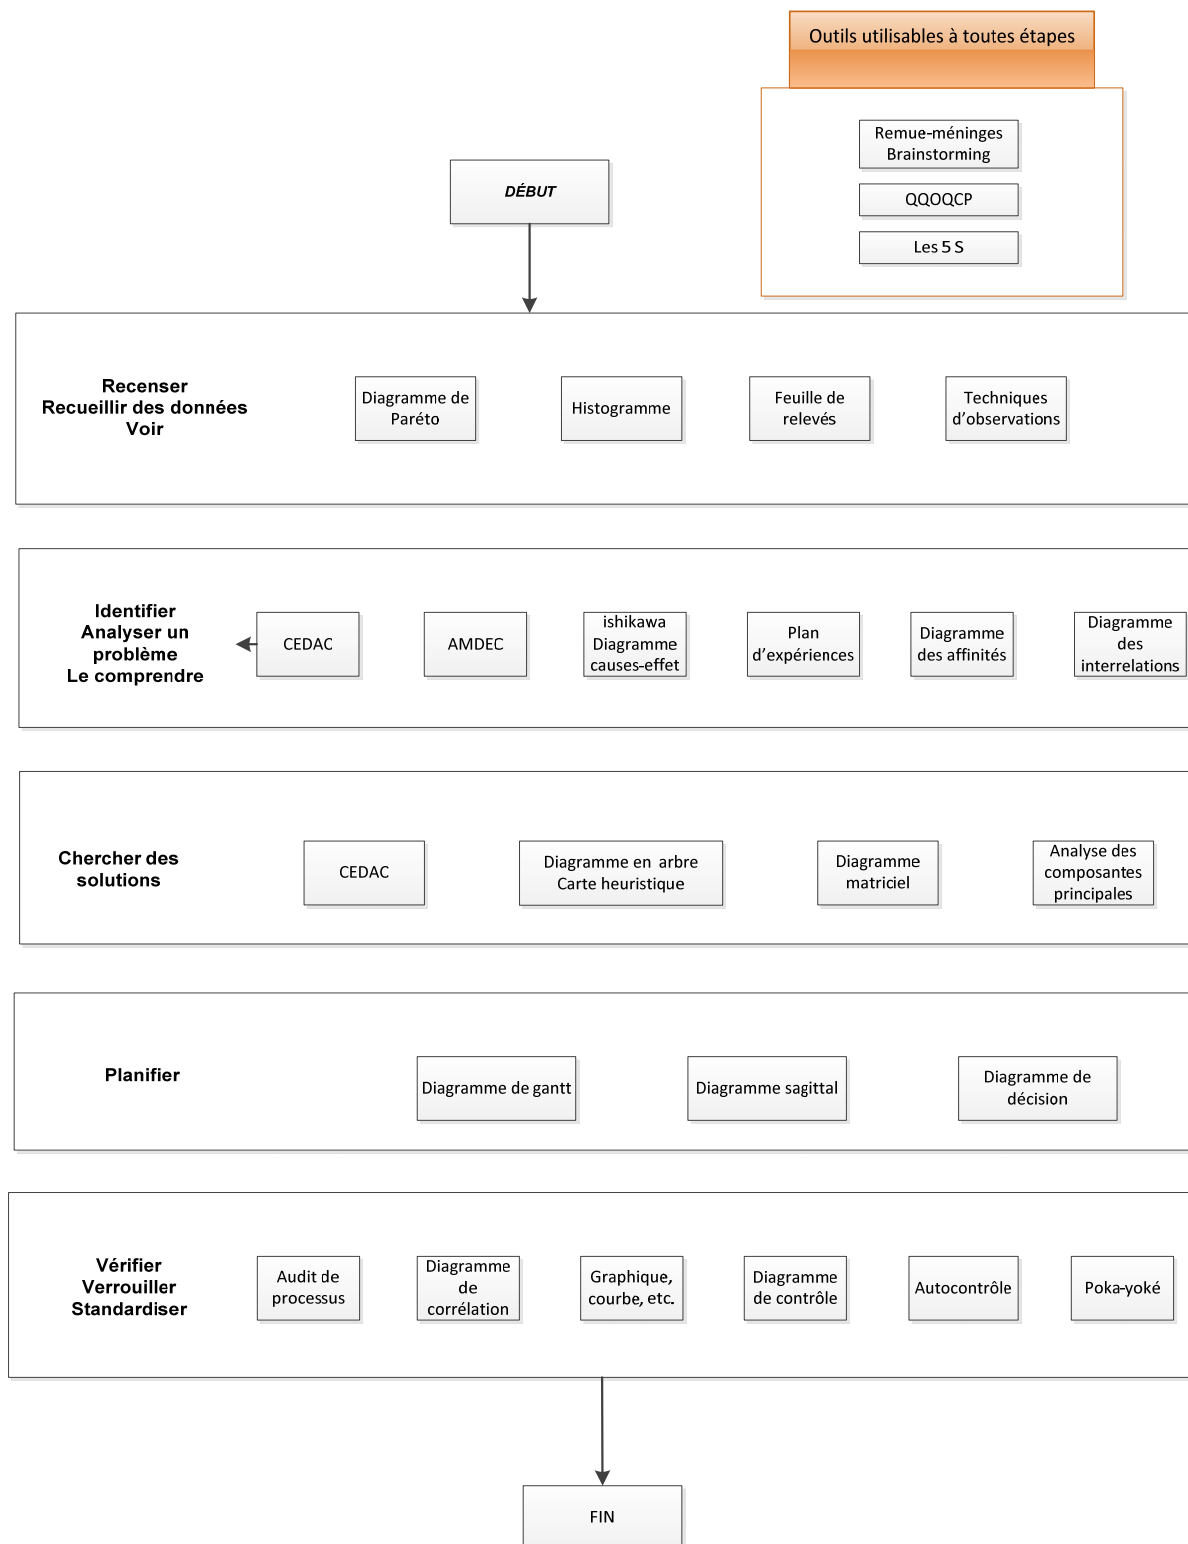 Outils utilisables à toutes étapes
Remue-méninges
Brainstorming
QQOQCP
Les 5 S
DÉBUT
Recenser
Recueillir des données
Voir
Diagramme de
Paréto
Histogramme
Feuille de
relevés
Techniques
d'observations
Identifier
Analyser un
problème
Le comprendre
CEDAC
AMDEC
ishikawa
Diagramme
causes-effet
Plan
d'expériences
Diagramme
des affinités
Diagramme
des
interrelations
Chercher des
solutions
CEDAC
Diagramme en arbre
Carte heuristique
Diagramme
matriciel
Analyse des
composantes
principales
Planifier
Diagramme de gantt
Diagramme sagittal
Diagramme de
décision
Vérifier
Verrouiller
Standardiser
Audit de
processus
Diagramme
de
corrélation
Graphique,
courbe, etc.
Diagramme
de contrôle
Autocontrôle
Poka-yoké
FIN